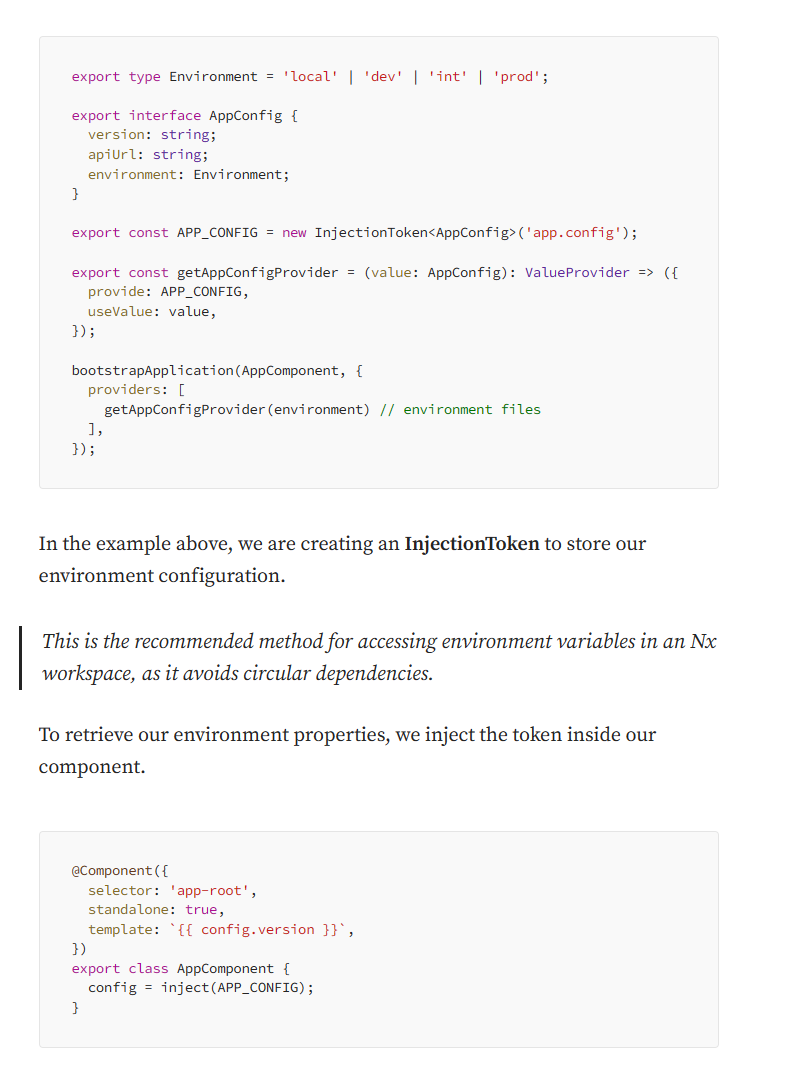 export type Environment = 'local' | 'dev' | 'int' | 'prod';
export interface AppConfig {
  version: string;
  apiUrl: string;
  environment: Environment;
}
export const APP_CONFIG = new InjectionToken<AppConfig>('app.config');
export const getAppConfigProvider = (value: AppConfig): ValueProvider => ({
  provide: APP_CONFIG,
  useValue: value,
});
bootstrapApplication(AppComponent, {
  providers: [
    getAppConfigProvider(environment) // environment files
  ],
});
In the example above, we are creating an InjectionToken to store our
environment configuration.
This is the recommended method for accessing environment variables in an Nx
workspace, as it avoids circular dependencies.
To retrieve our environment properties, we inject the token inside our
component.
@Component({
  selector: 'app-root',
  standalone: true,
  template: `{{ config.version }}`,
})
export class AppComponent {
  config = inject(APP_CONFIG);
}